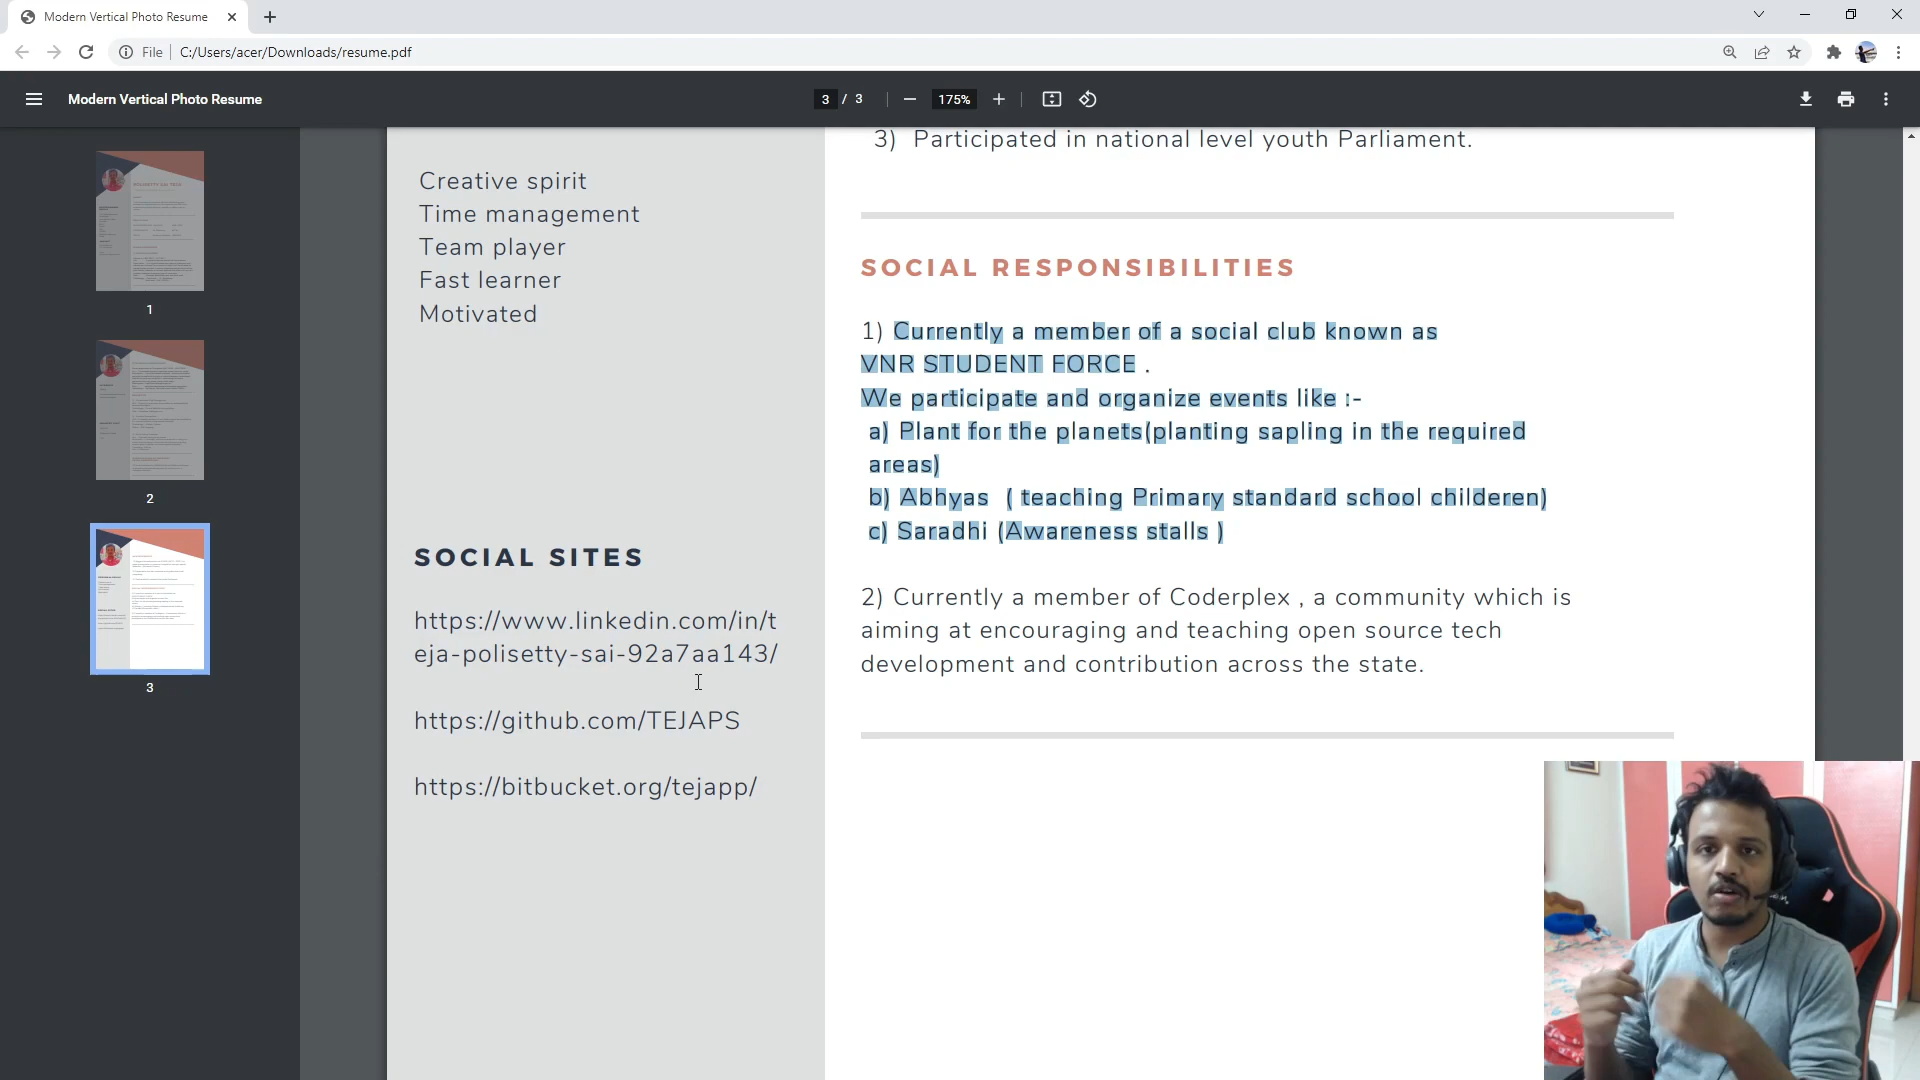 Modern Vertical Photo Resume
File
C:/Users/acer/Downloads/resume.pdf
Modern Vertical Photo Resume
3 / 3
175%
1
2
3
Creative spirit
Time management
Team player
Fast learner
Motivated
SOCIAL SITES
https://www.linkedin.com/in/t
eja-polisetty-sai-92a7aa143/
https://github.com/TEJAPS
https://bitbucket.org/tejapp/
3) Participated in national level youth Parliament.
SOCIAL RESPONSIBILITIES
1) Currently a member of a social club known as
VNR STUDENT FORCE .
We participate and organize events like :-
a) Plant for the planets(planting sapling in the required
areas)
b) Abhyas ( teaching Primary standard school childeren)
c) Saradhi (Awareness stalls )
2) Currently a member of Coderplex , a community which is
aiming at encouraging and teaching open source tech
development and contribution across the state.